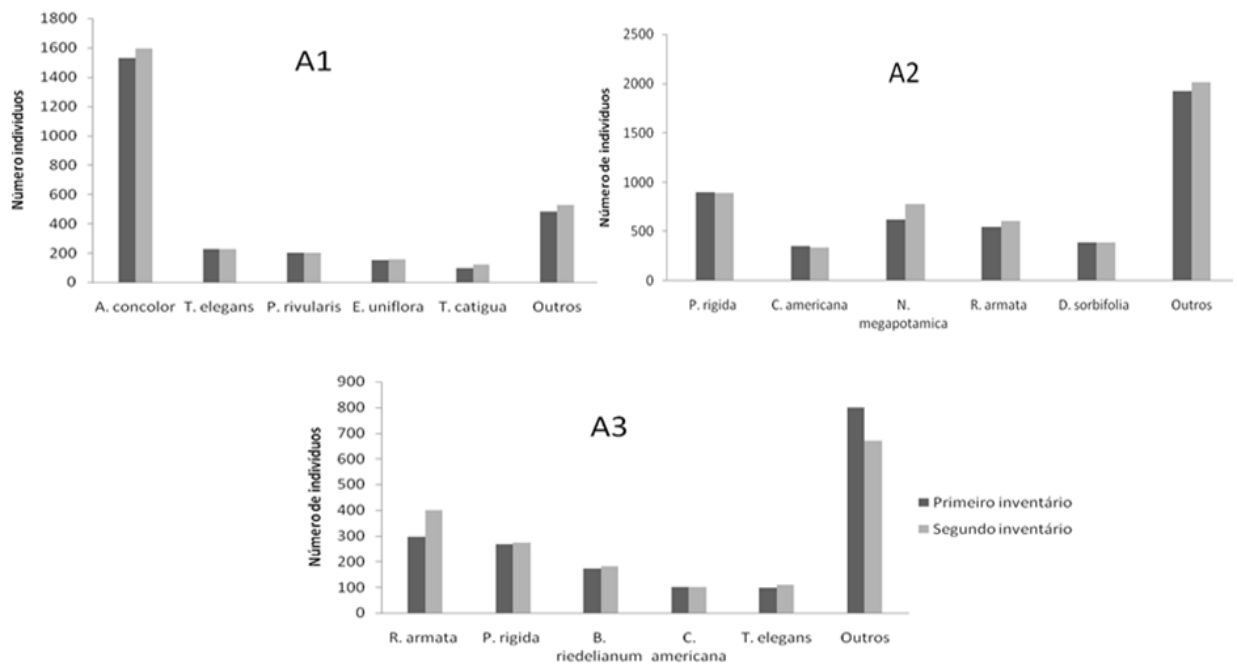 A1
Número indivíduos
1800
1600
1400
1200
1000
800
600
400
200
0
A. concolor T. elegans P. rivularis E. uniflora T. catigua Outros
A2
Número de indivíduos
2500
2000
1500
1000
500
0
P. rigida C. americana N. megapotamica R. armata D. sorbifolia Outros
A3
Número de indivíduos
900
800
700
600
500
400
300
200
100
0
R. armata P. rigida B. riedelianum C. americana T. elegans Outros
Primeiro inventário
Segundo inventário